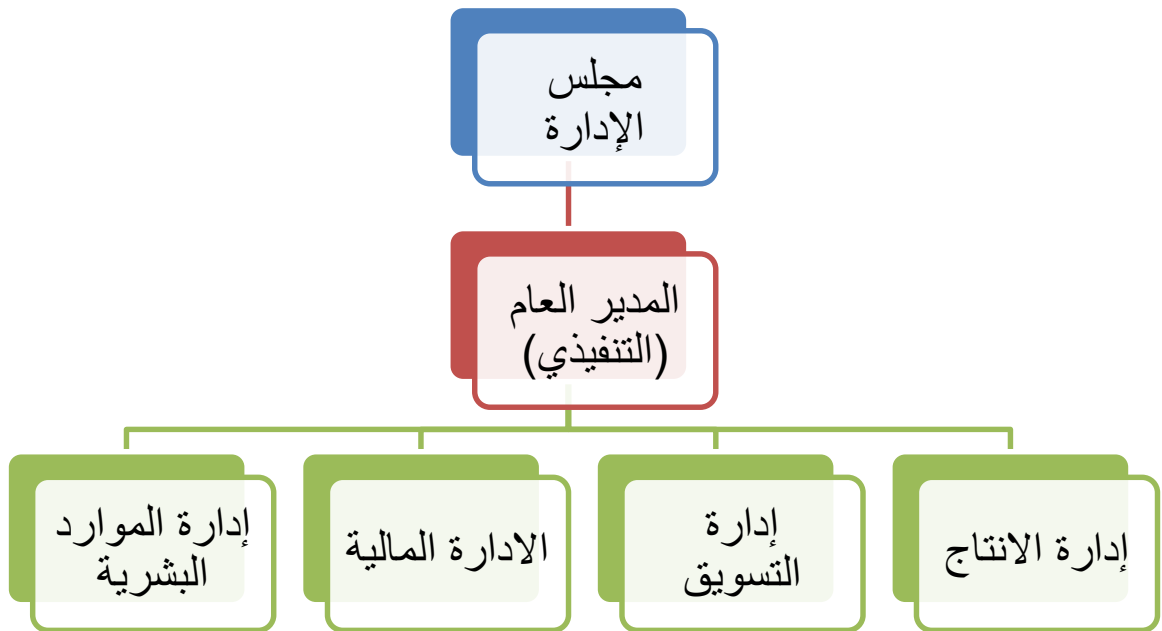 مجلس
الإدارة
المدير العام
(التنفيذي)
إدارة الانتاج
إدارة
التسويق
الادارة المالية
إدارة الموارد
البشرية